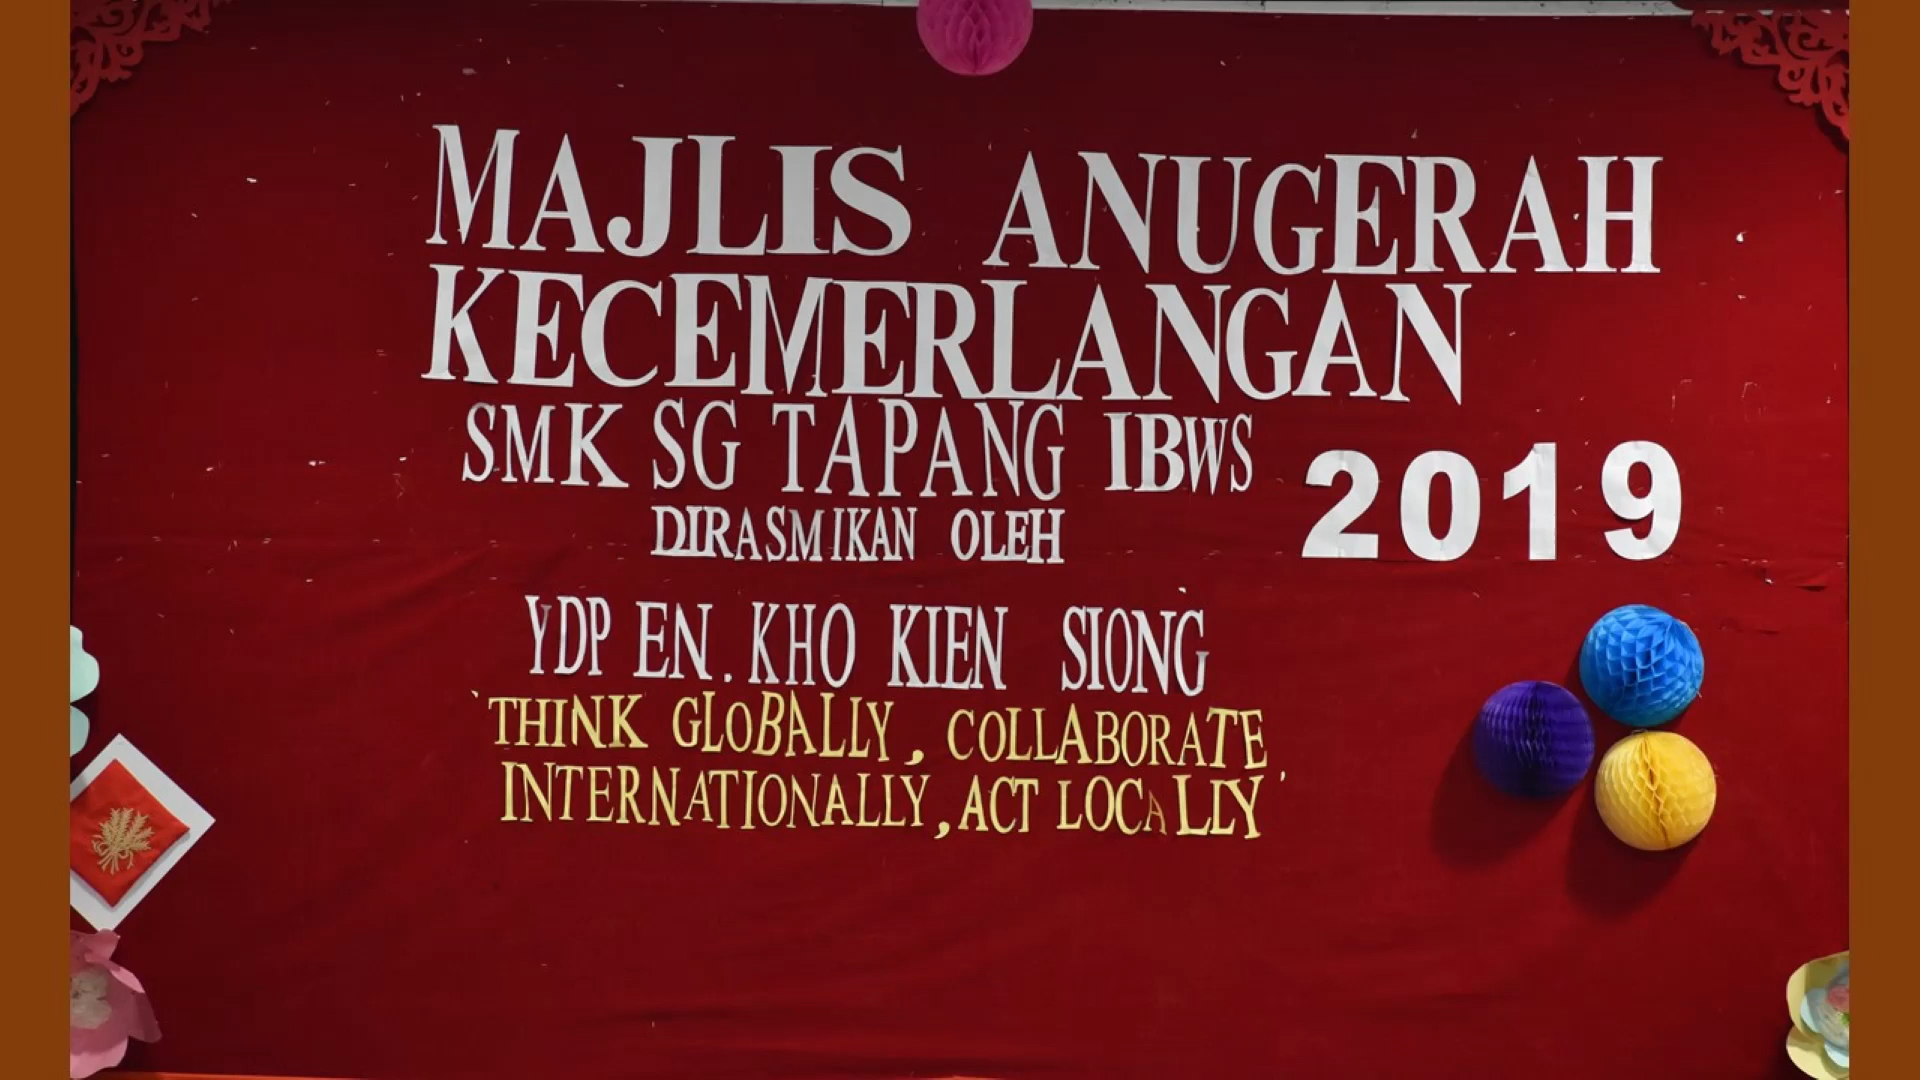 MAJLIS ANUGERAH
KECEMERLANGAN
SMK SG TAPANG IBWS 2019
DIRASMIKAN OLEH
YDP EN. KHO KIEN SIONG
'THINK GLOBALLY, COLLABORATE
INTERNATIONALLY, ACT LOCALLY'